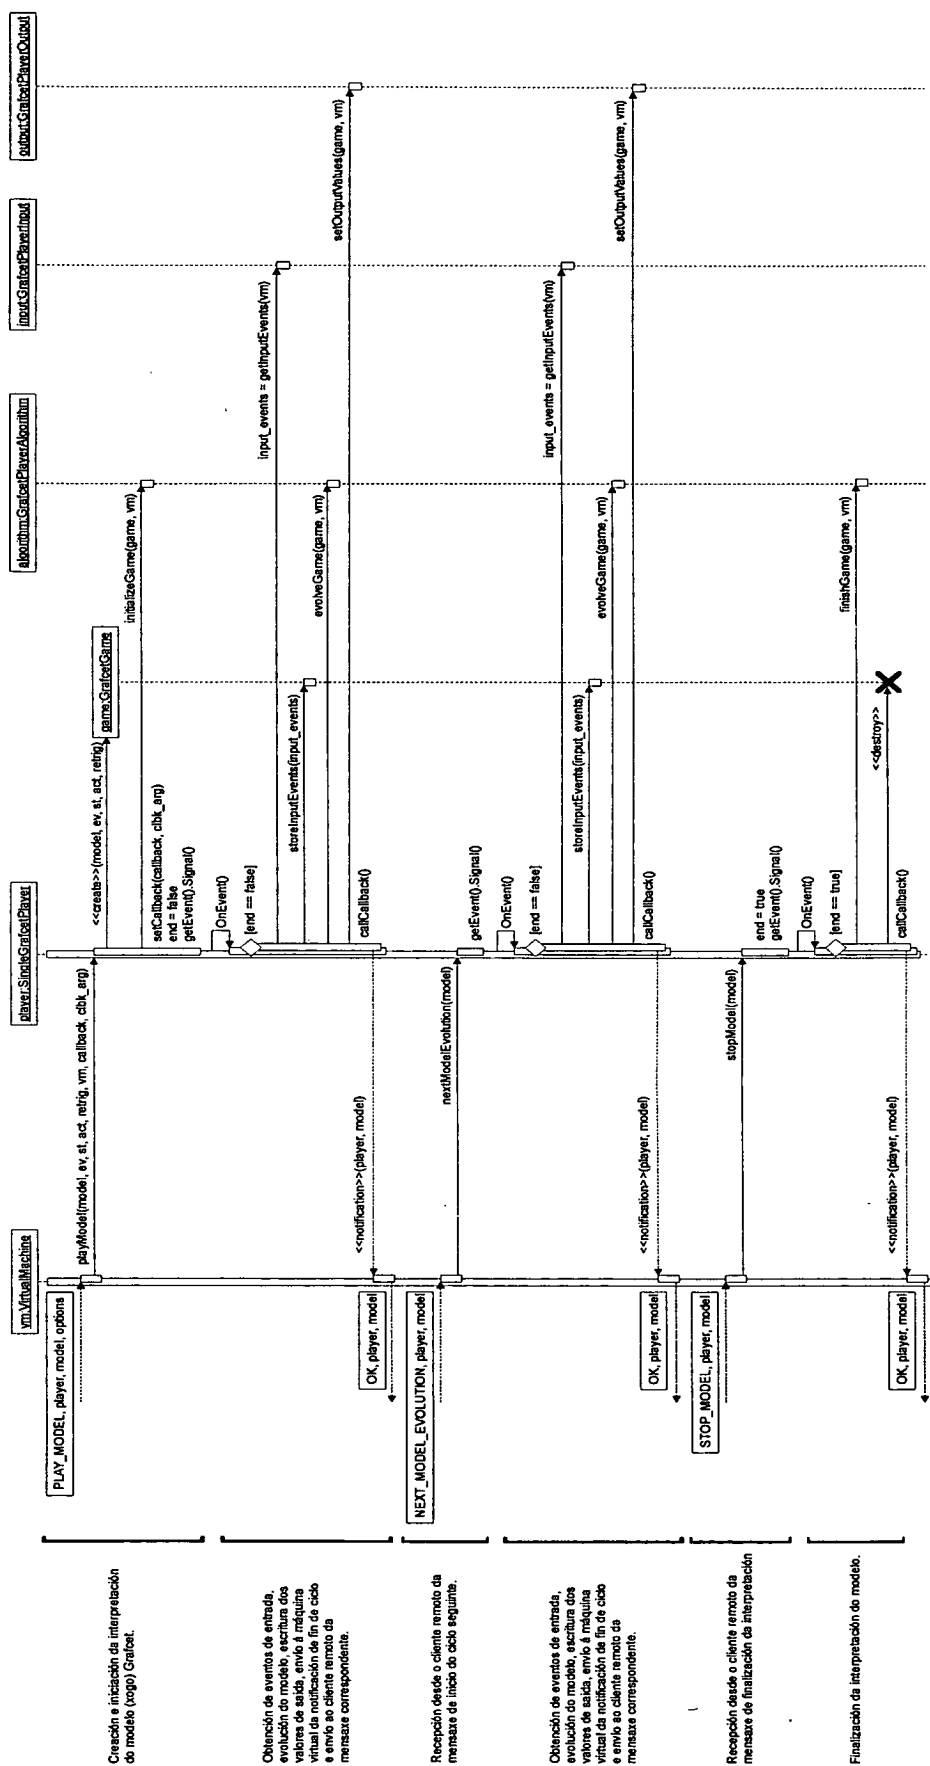 vm:VirtualMachine
player:SingleGrafcetPlayer
algorithm:GrafcetPlayerAlgorithm
input:GrafcetPlayerInput
output:GrafcetPlayerOutput
Creación e iniciación da interpretación
do modelo (xogo) Grafcet.
PLAY_MODEL, player, model, options
playModel(model, ev, st, act, retrig, vm, callback, clbk_arg)
<<create>>(model, ev, st, act, retrig)
game:GrafcetGame
initializeGame(game, vm)
setCallback(callback, clbk_arg)
end = false
getEvent().Signal()
Obtención de eventos de entrada,
evolución do modelo, escritura dos
valores de saída, envío á máquina
virtual da notificación de fin de ciclo
e envío ao cliente remoto da
mensaxe correspondente.
OnEvent()
[end == false]
input_events = getInputEvents(vm)
storeInputEvents(input_events)
evolveGame(game, vm)
setOutputValues(game, vm)
callCallback()
<<notification>>(player, model)
OK, player, model
Recepción desde o cliente remoto da
mensaxe de inicio do ciclo seguinte.
NEXT_MODEL_EVOLUTION, player, model
nextModelEvolution(model)
getEvent().Signal()
Obtención de eventos de entrada,
evolución do modelo, escritura dos
valores de saída, envío á máquina
virtual da notificación de fin de ciclo
e envío ao cliente remoto da
mensaxe correspondente.
OnEvent()
[end == false]
input_events = getInputEvents(vm)
storeInputEvents(input_events)
evolveGame(game, vm)
setOutputValues(game, vm)
callCallback()
<<notification>>(player, model)
OK, player, model
Recepción desde o cliente remoto da
mensaxe de finalización da interpretación
STOP_MODEL, player, model
stopModel(model)
end = true
getEvent().Signal()
Finalización da interpretación do modelo.
OnEvent()
[end == true]
finishGame(game, vm)
<<destroy>>
callCallback()
<<notification>>(player, model)
OK, player, model